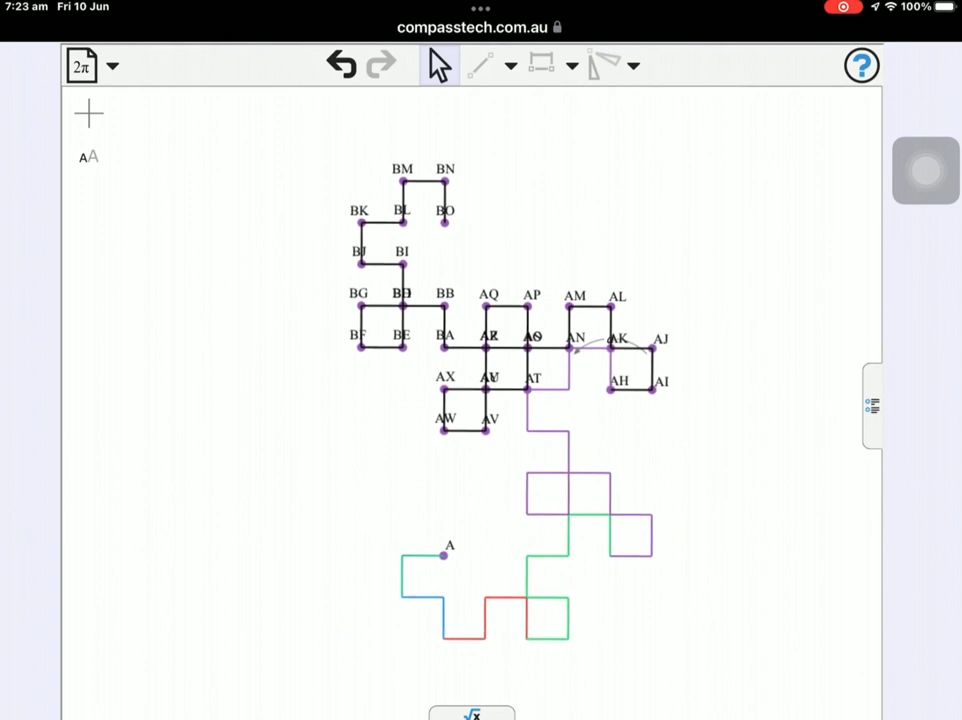 7:23 am Fri 10 Jun
100%
compasstech.com.au
2π
?
AA
BM BN
BK BL BO
BJ BI
BG BB AQ AP AM AL
BF BE BA AN AK AJ
AX AT AH AI
AW AV
A
√x